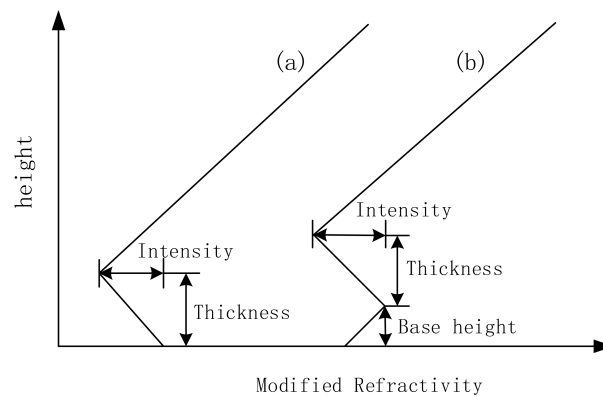 (a)
(b)
height
Intensity
Intensity
Thickness
Thickness
Base height
Modified Refractivity